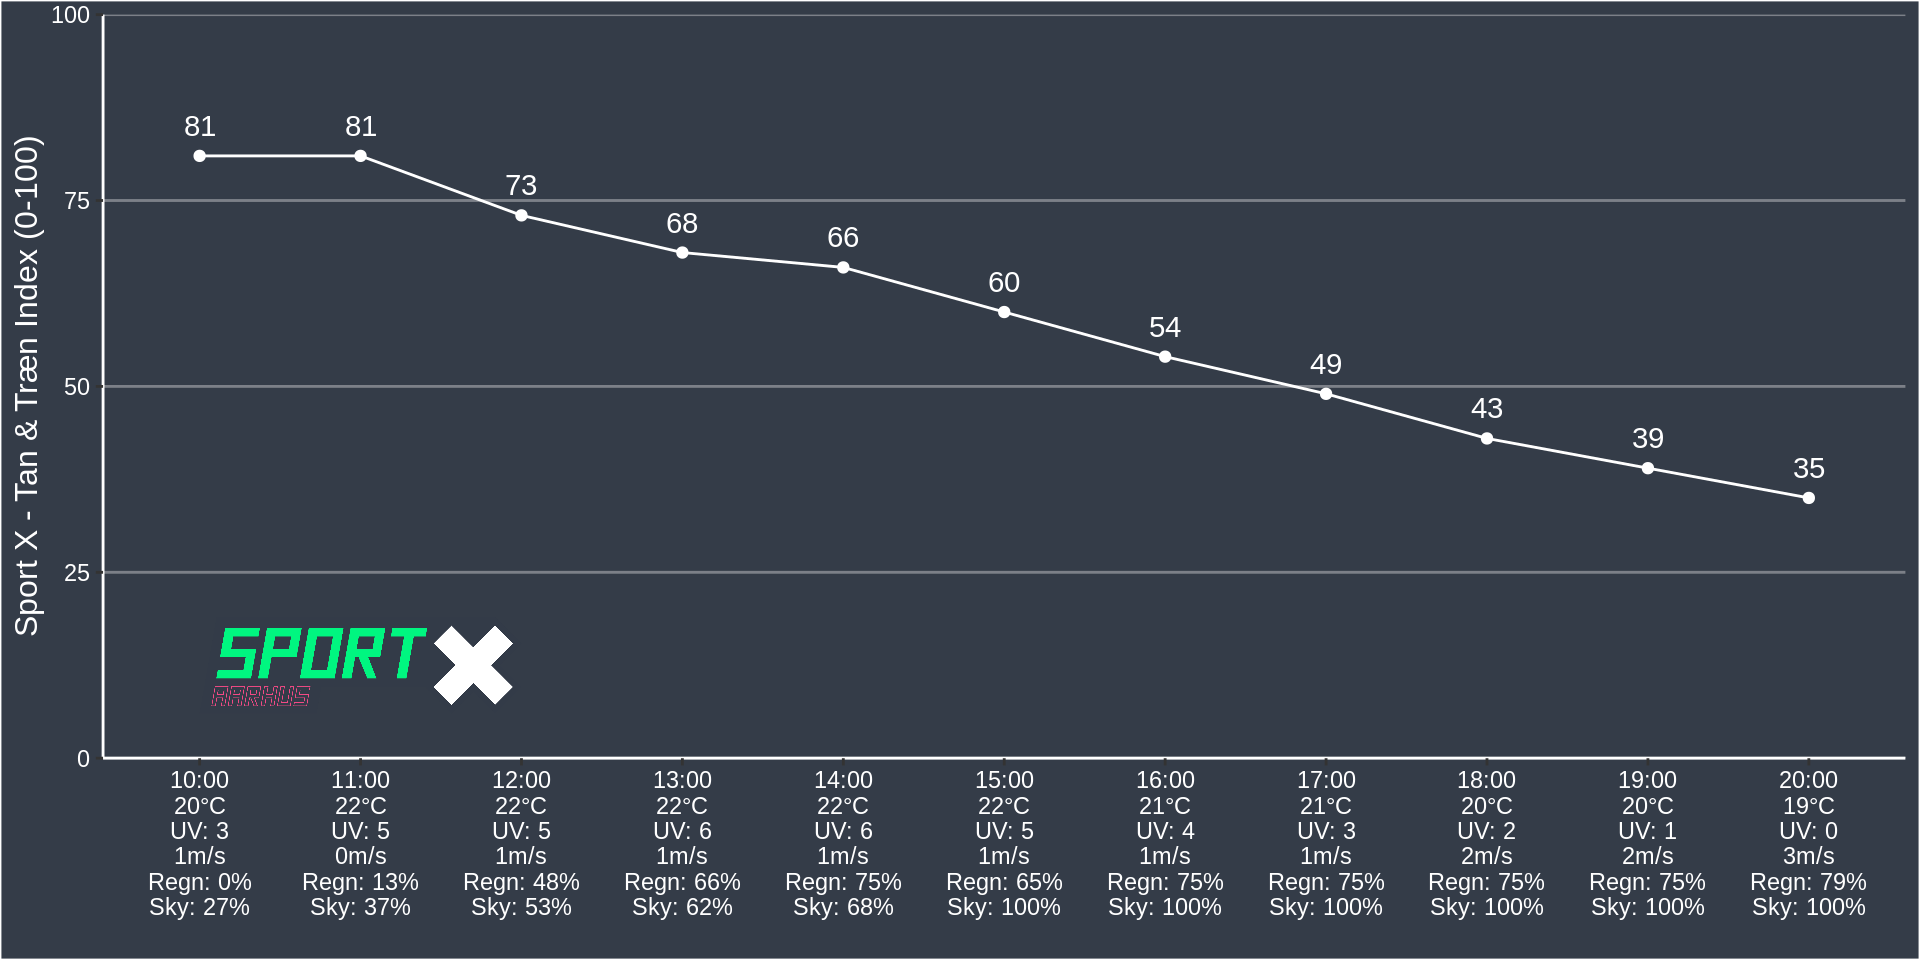 Sport X - Tan & Træn Index (0-100)
100
75
50
25
0
81
81
73
68
66
60
54
49
43
39
35
SPORT X
AARHUS
10:00
20°C
UV: 3
1m/s
Regn: 0%
Sky: 27%
11:00
22°C
UV: 5
0m/s
Regn: 13%
Sky: 37%
12:00
22°C
UV: 5
1m/s
Regn: 48%
Sky: 53%
13:00
22°C
UV: 6
1m/s
Regn: 66%
Sky: 62%
14:00
22°C
UV: 6
1m/s
Regn: 75%
Sky: 68%
15:00
22°C
UV: 5
1m/s
Regn: 65%
Sky: 100%
16:00
21°C
UV: 4
1m/s
Regn: 75%
Sky: 100%
17:00
21°C
UV: 3
1m/s
Regn: 75%
Sky: 100%
18:00
20°C
UV: 2
2m/s
Regn: 75%
Sky: 100%
19:00
20°C
UV: 1
2m/s
Regn: 75%
Sky: 100%
20:00
19°C
UV: 0
3m/s
Regn: 79%
Sky: 100%